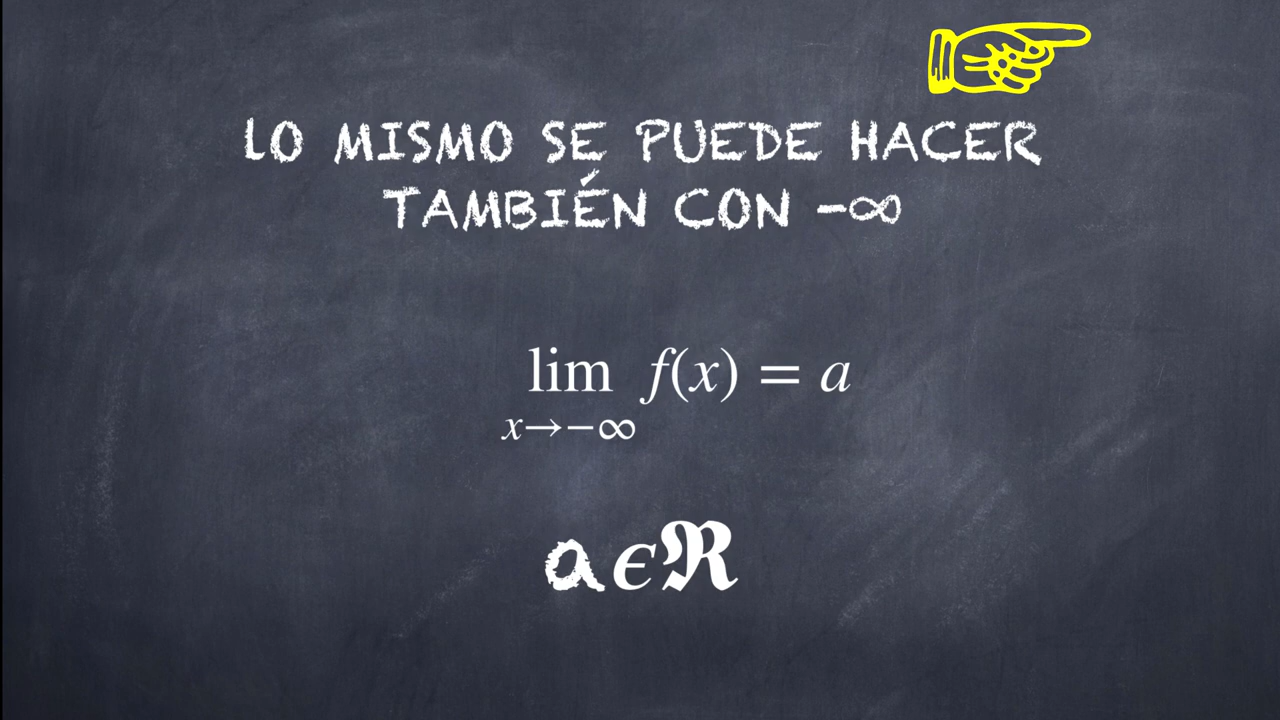 LO MISMO SE PUEDE HACER
TAMBIÉN CON -∞
lim f(x) = a
x→−∞
a ϵ ℜ